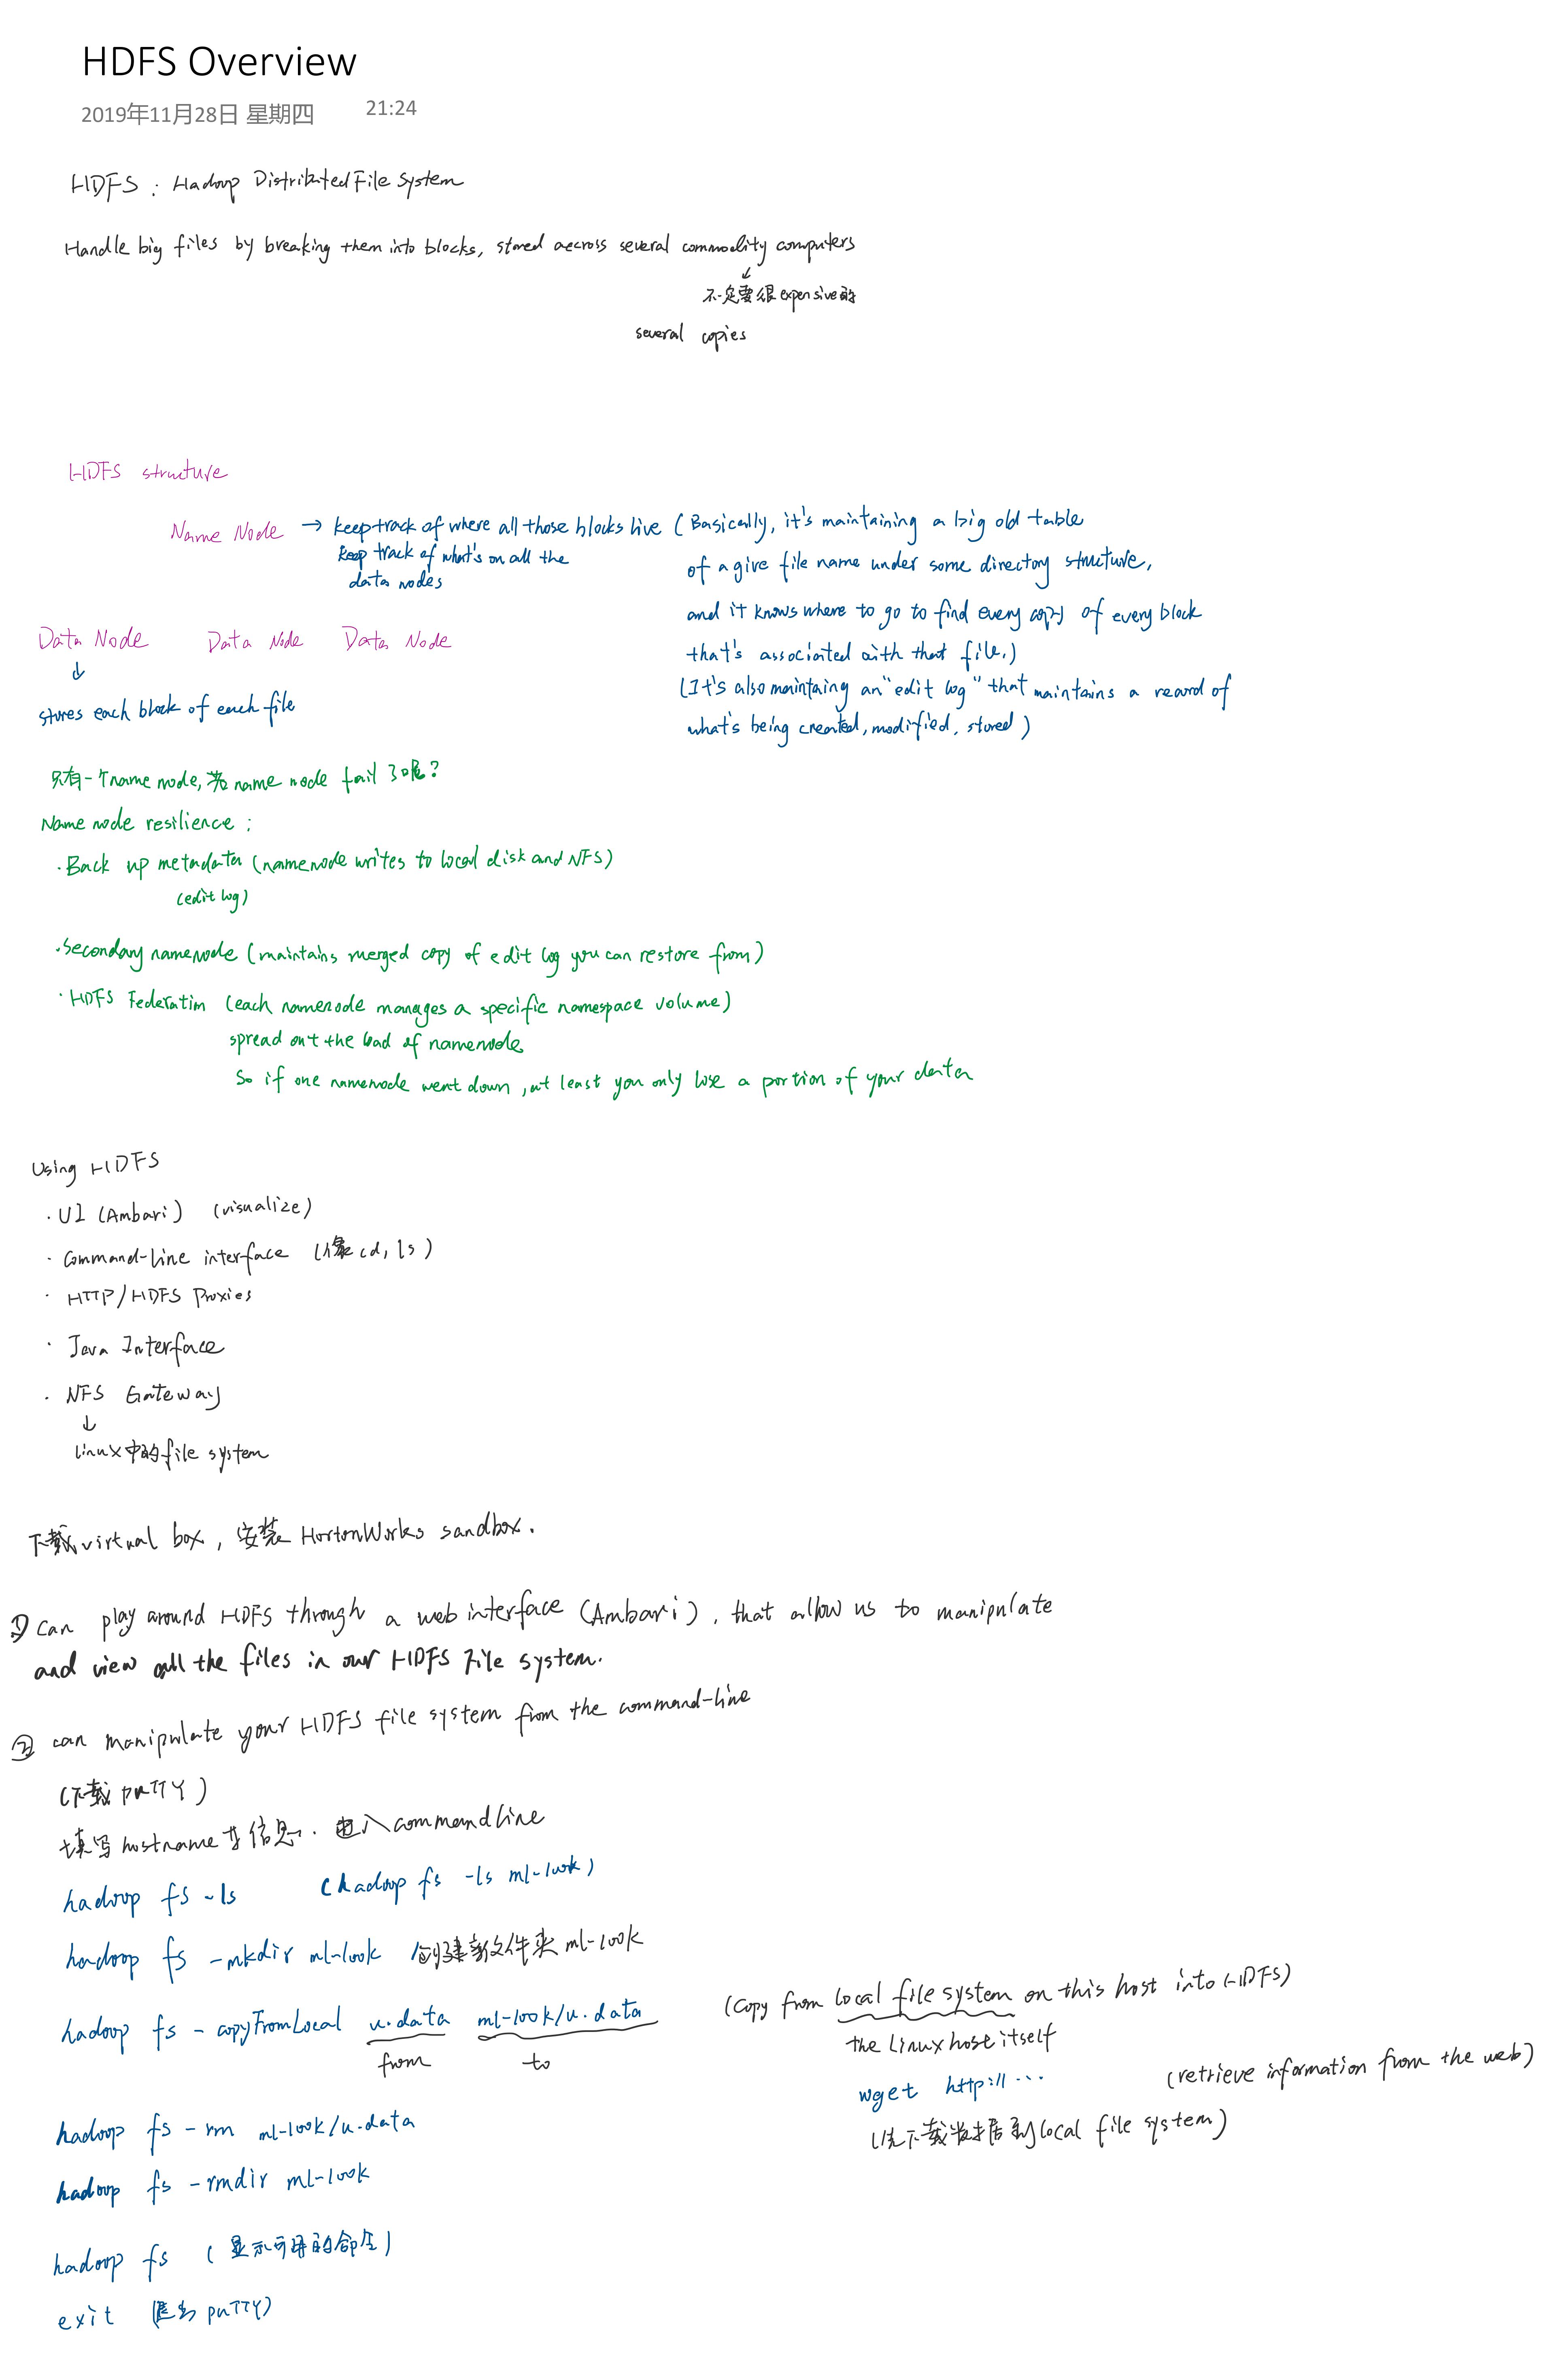 HDFS Overview
2019年11月28日 星期四 21:24
HDFS : Hadoop Distributed File System
Handle big files by breaking them into blocks, stored aecross several commodity computers
↙
不一定要很expensive的
several copies
HDFS structure
Name Node → keep track of where all those blocks live (Basically, it's maintaining a big old table
keep track of what's on all the
data nodes
of a give file name under some directory structure,
and it knows where to go to find every copy of every block
that's associated with that file.)
(It's also maintaing an "edit log" that maintains a record of
what's being created, modified, stored)
Data Node Data Node Data Node
↓
stores each block of each file
只有一个name node, 若name node fail了呢?
Name node resilience :
· Back up metadata (namenode writes to local disk and NFS)
(edit log)
· Secondary namenode (maintains merged copy of edit log you can restore from)
· HDFS Federation (each namenode manages a specific namespace volume)
spread out the load of namenode
So if one namenode went down, at least you only lose a portion of your data
Using HDFS
· UI (Ambari) (visualize)
· Command-Line interface (像cd, ls)
· HTTP/HDFS Proxies
· Java Interface
· NFS Gateway
↓
linux中的file system
下载virtual box, 安装HortonWorks sandbox.
① Can play around HDFS through a web interface (Ambari), that allow us to manipulate
and view all the files in our HDFS File system.
② can manipulate your HDFS file system from the command-line
(下载puTTY)
填写hostname等信息. 进入commandline
hadoop fs -ls (hadoop fs -ls ml-100k)
hadoop fs -mkdir ml-100k 创建新文件夹ml-100k
hadoop fs -copyFromLocal u.data ml-100k/u.data
from to
(Copy from local file system on this host into HDFS)
the Linux hose itself
wget http://... (retrieve information from the web)
(先下载数据到local file system)
hadoop fs -rm ml-100k/u.data
hadoop fs -rmdir ml-100k
hadoop fs (显示可用的命令)
exit (退出puTTY)